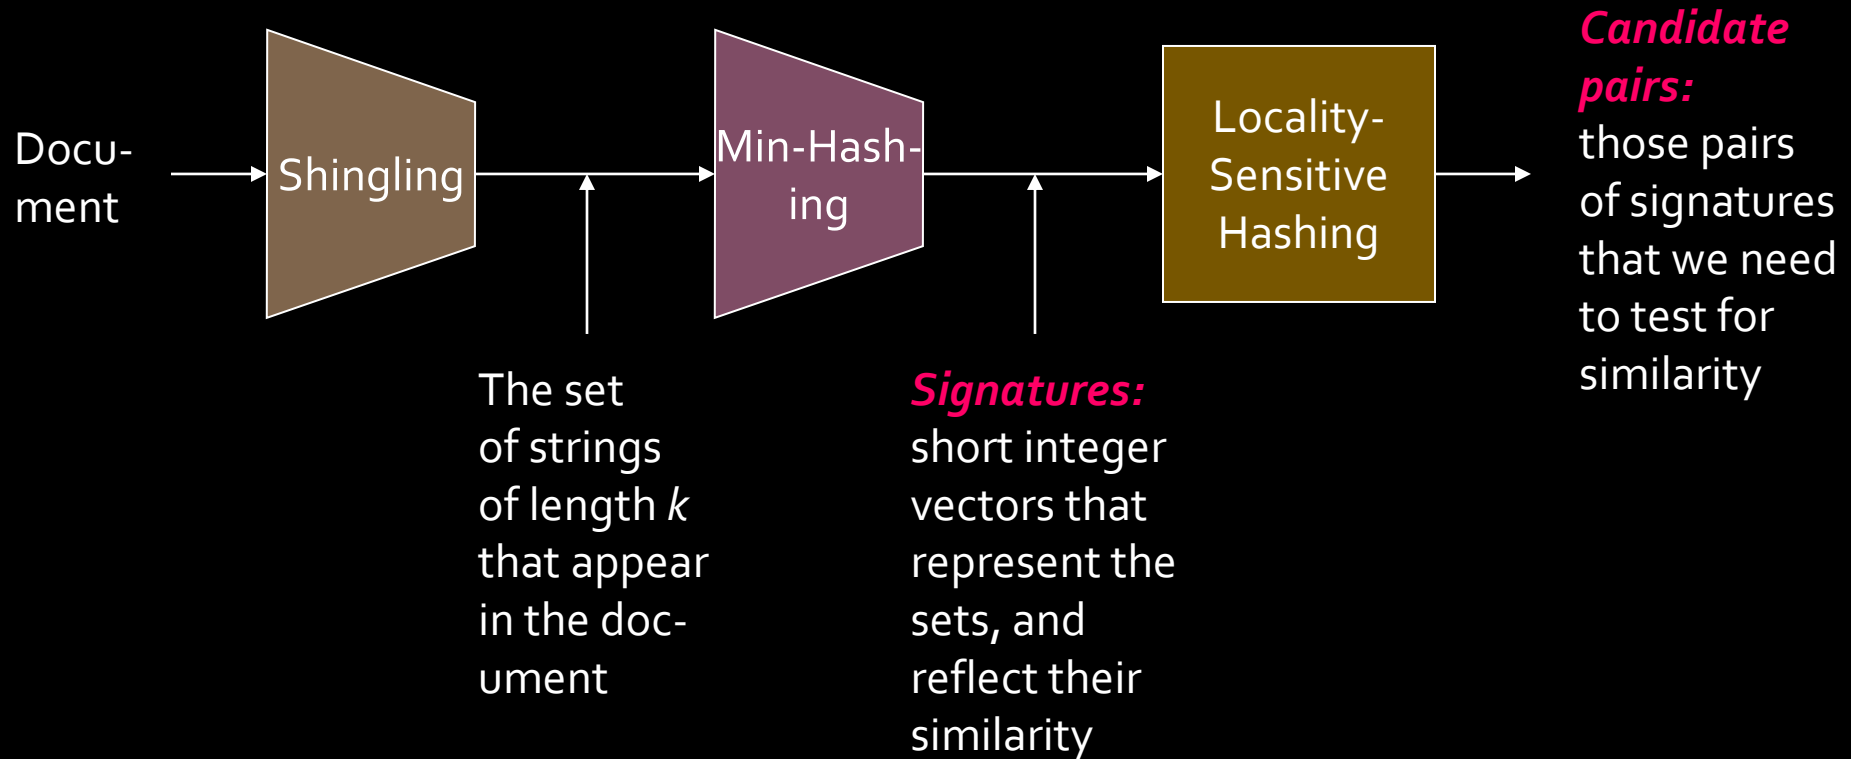 Docu-
ment
Shingling
Min-Hash-
ing
Locality-
Sensitive
Hashing
Candidate
pairs:
those pairs
of signatures
that we need
to test for
similarity
The set
of strings
of length k
that appear
in the doc-
ument
Signatures:
short integer
vectors that
represent the
sets, and
reflect their
similarity